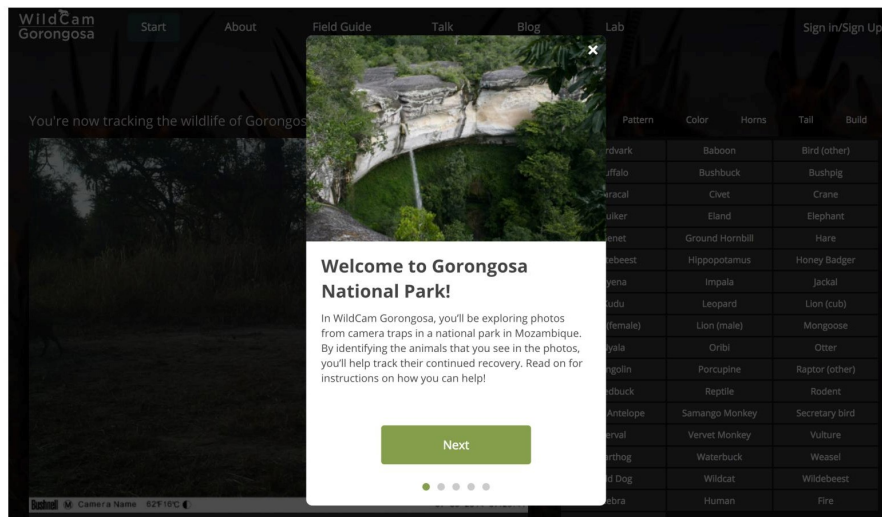 WildCam
Gorongosa
Start
About
Field Guide
Talk
Blog
Lab
Sign in/Sign Up
You're now tracking the wildlife of
Pattern
Color
Horns
Tail
Build
Baboon
Bird (other)
Bushbuck
Bushpig
Civet
Crane
Eland
Elephant
Ground Hornbill
Hare
Hippopotamus
Honey Badger
Impala
Jackal
Leopard
Lion (cub)
(female)
Lion (male)
Mongoose
Oribi
Otter
Porcupine
Raptor (other)
Reptile
Rodent
Antelope
Samango Monkey
Secretary bird
Vervet Monkey
Vulture
Waterbuck
Weasel
Dog
Wildcat
Wildebeest
Human
Fire
Welcome to Gorongosa
National Park!
In WildCam Gorongosa, you'll be exploring photos
from camera traps in a national park in Mozambique.
By identifying the animals that you see in the photos,
you'll help track their continued recovery. Read on for
instructions on how you can help!
Next
Bushnell M Camera Name 62°F16°C